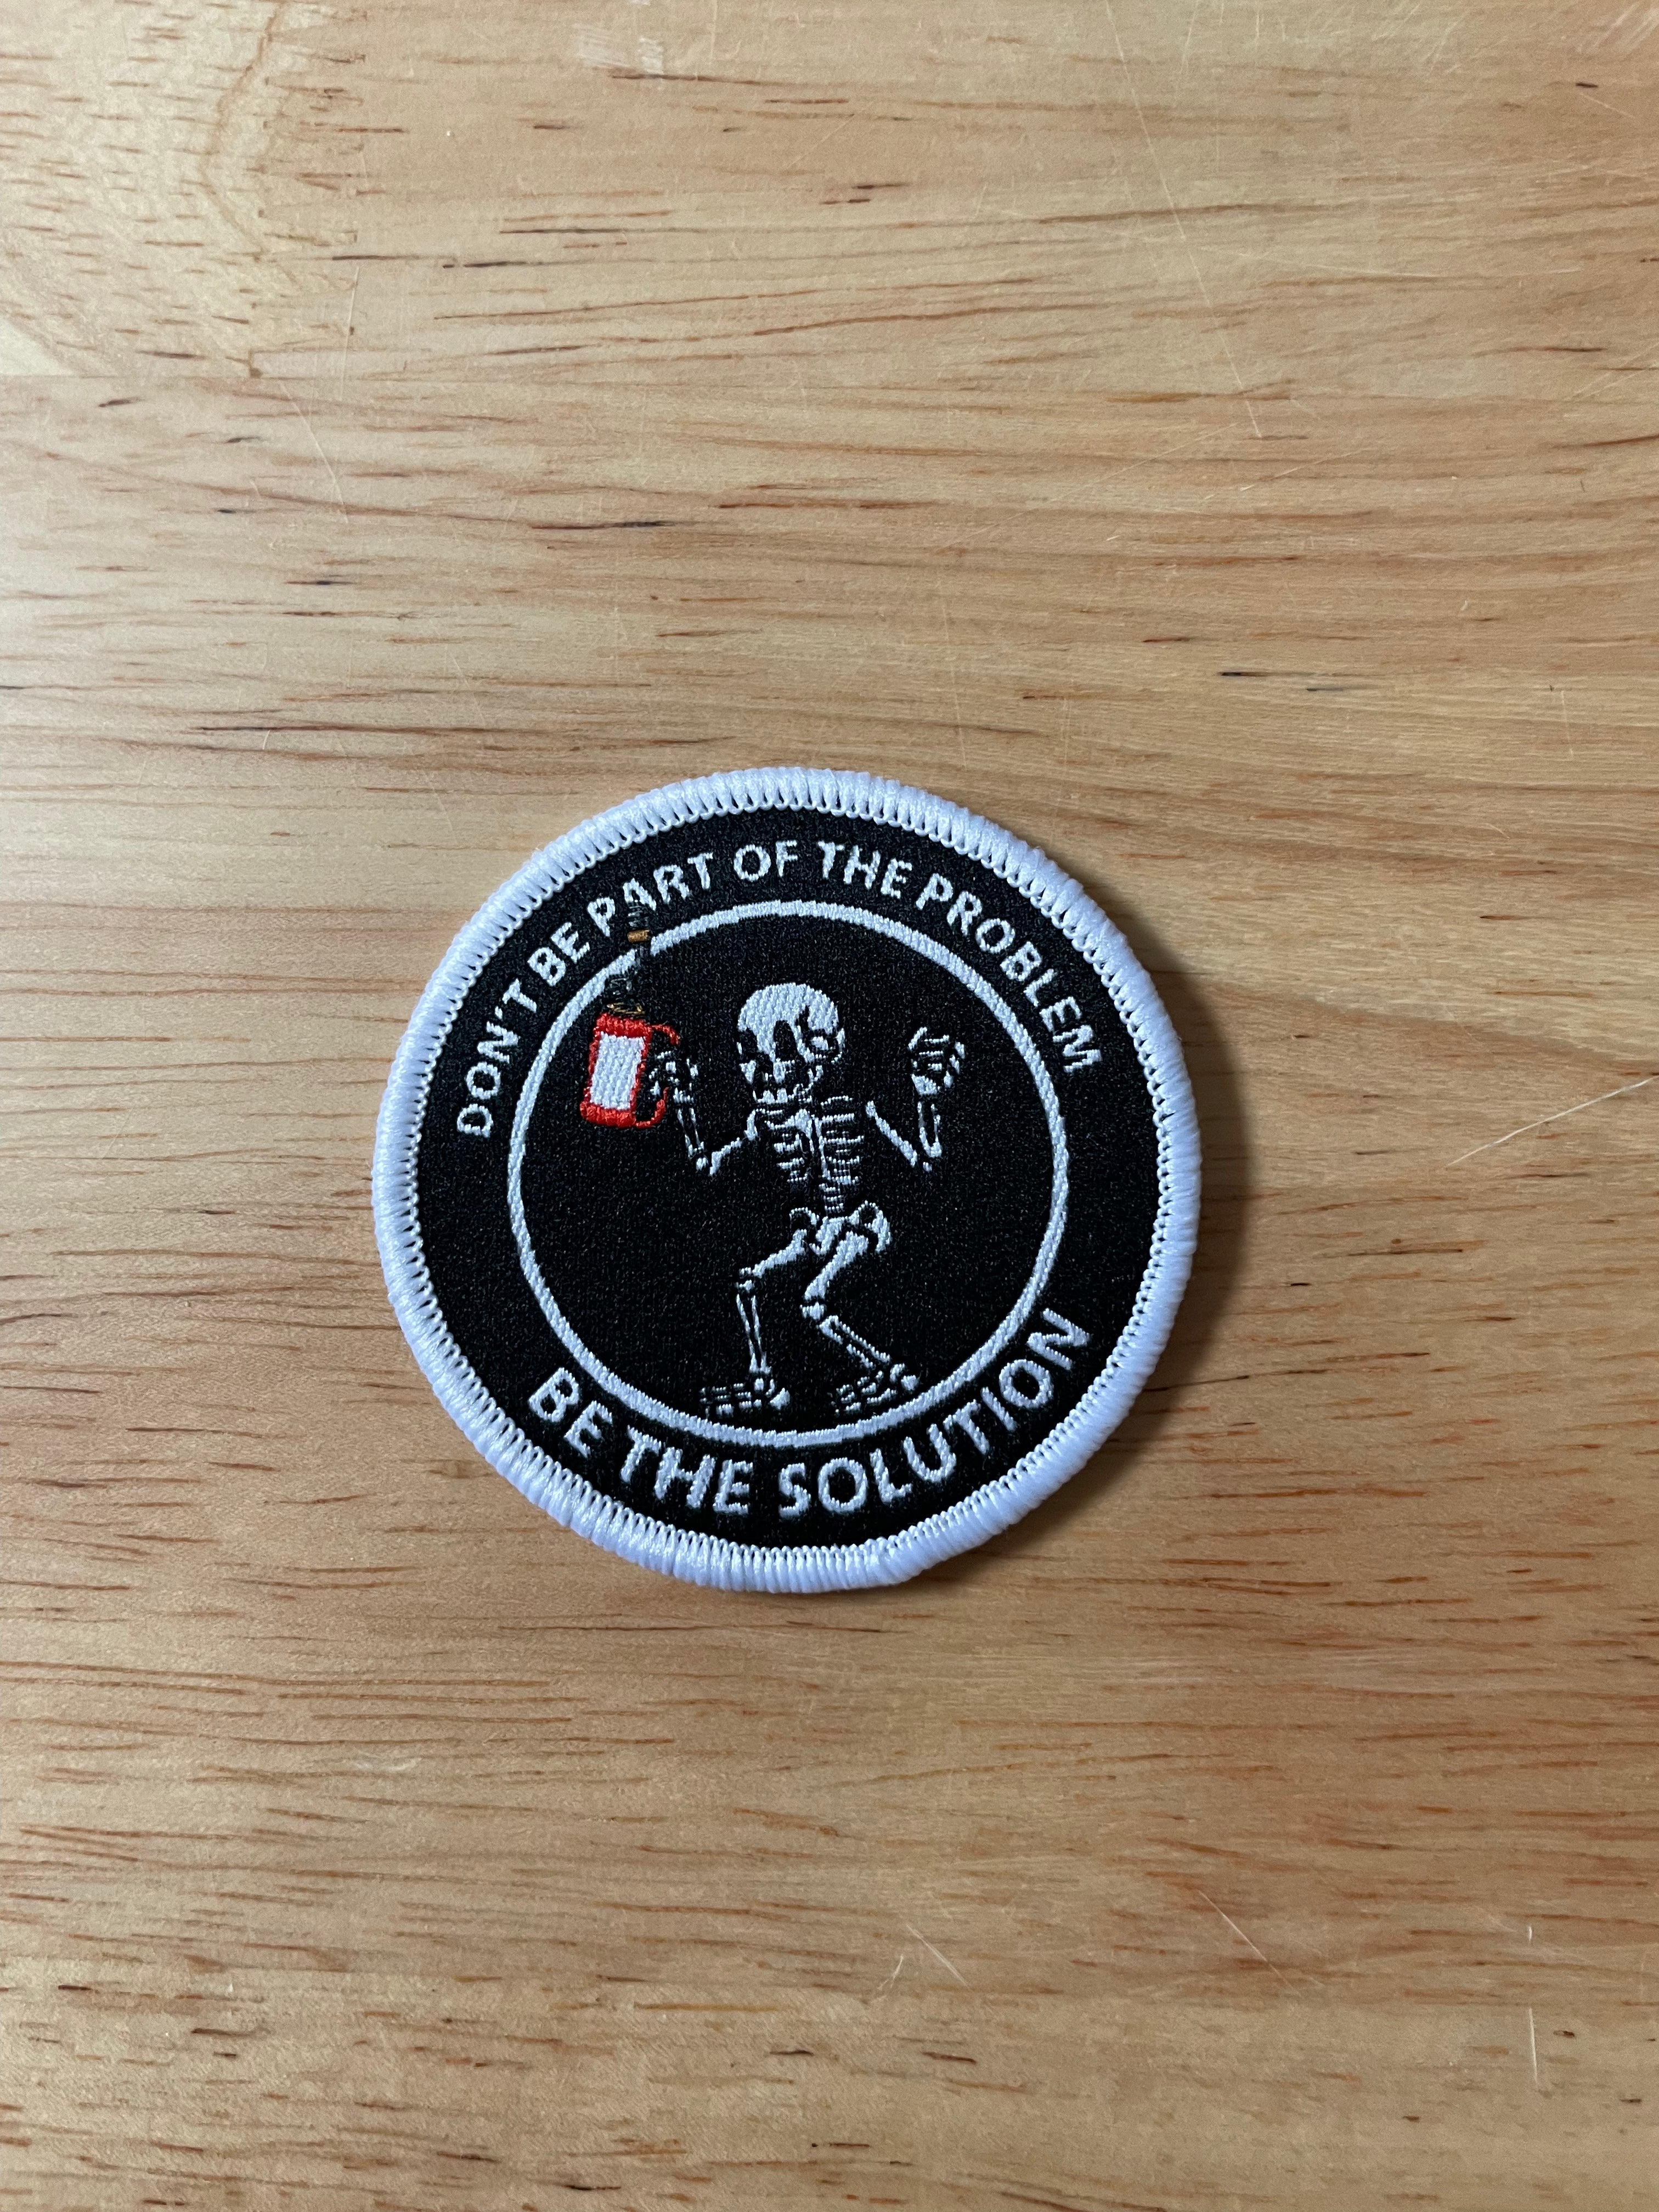 DON'T BE PART OF THE PROBLEM
BE THE SOLUTION